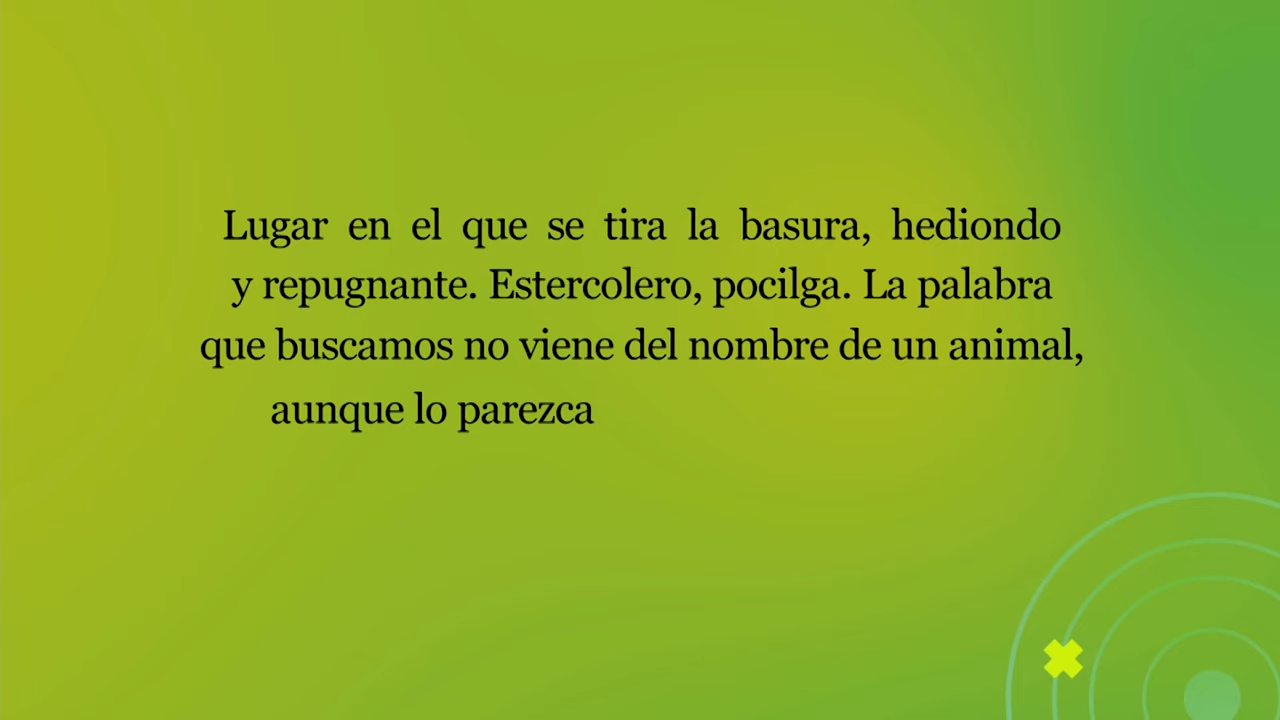 Lugar en el que se tira la basura, hediondo
y repugnante. Estercolero, pocilga. La palabra
que buscamos no viene del nombre de un animal,
aunque lo parezca